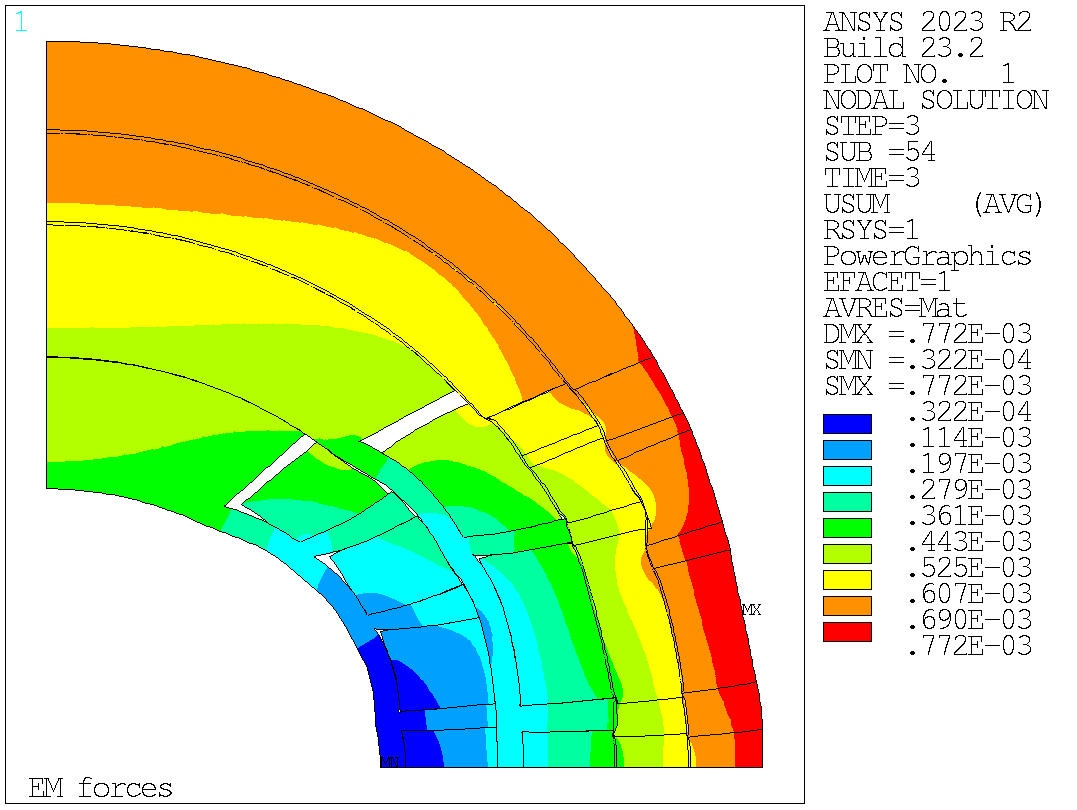 1
ANSYS 2023 R2
Build 23.2
PLOT NO. 1
NODAL SOLUTION
STEP=3
SUB =54
TIME=3
USUM (AVG)
RSYS=1
PowerGraphics
EFACET=1
AVRES=Mat
DMX =.772E-03
SMN =.322E-04
SMX =.772E-03
.322E-04
.114E-03
.197E-03
.279E-03
.361E-03
.443E-03
.525E-03
.607E-03
.690E-03
.772E-03
MX
MN
EM forces